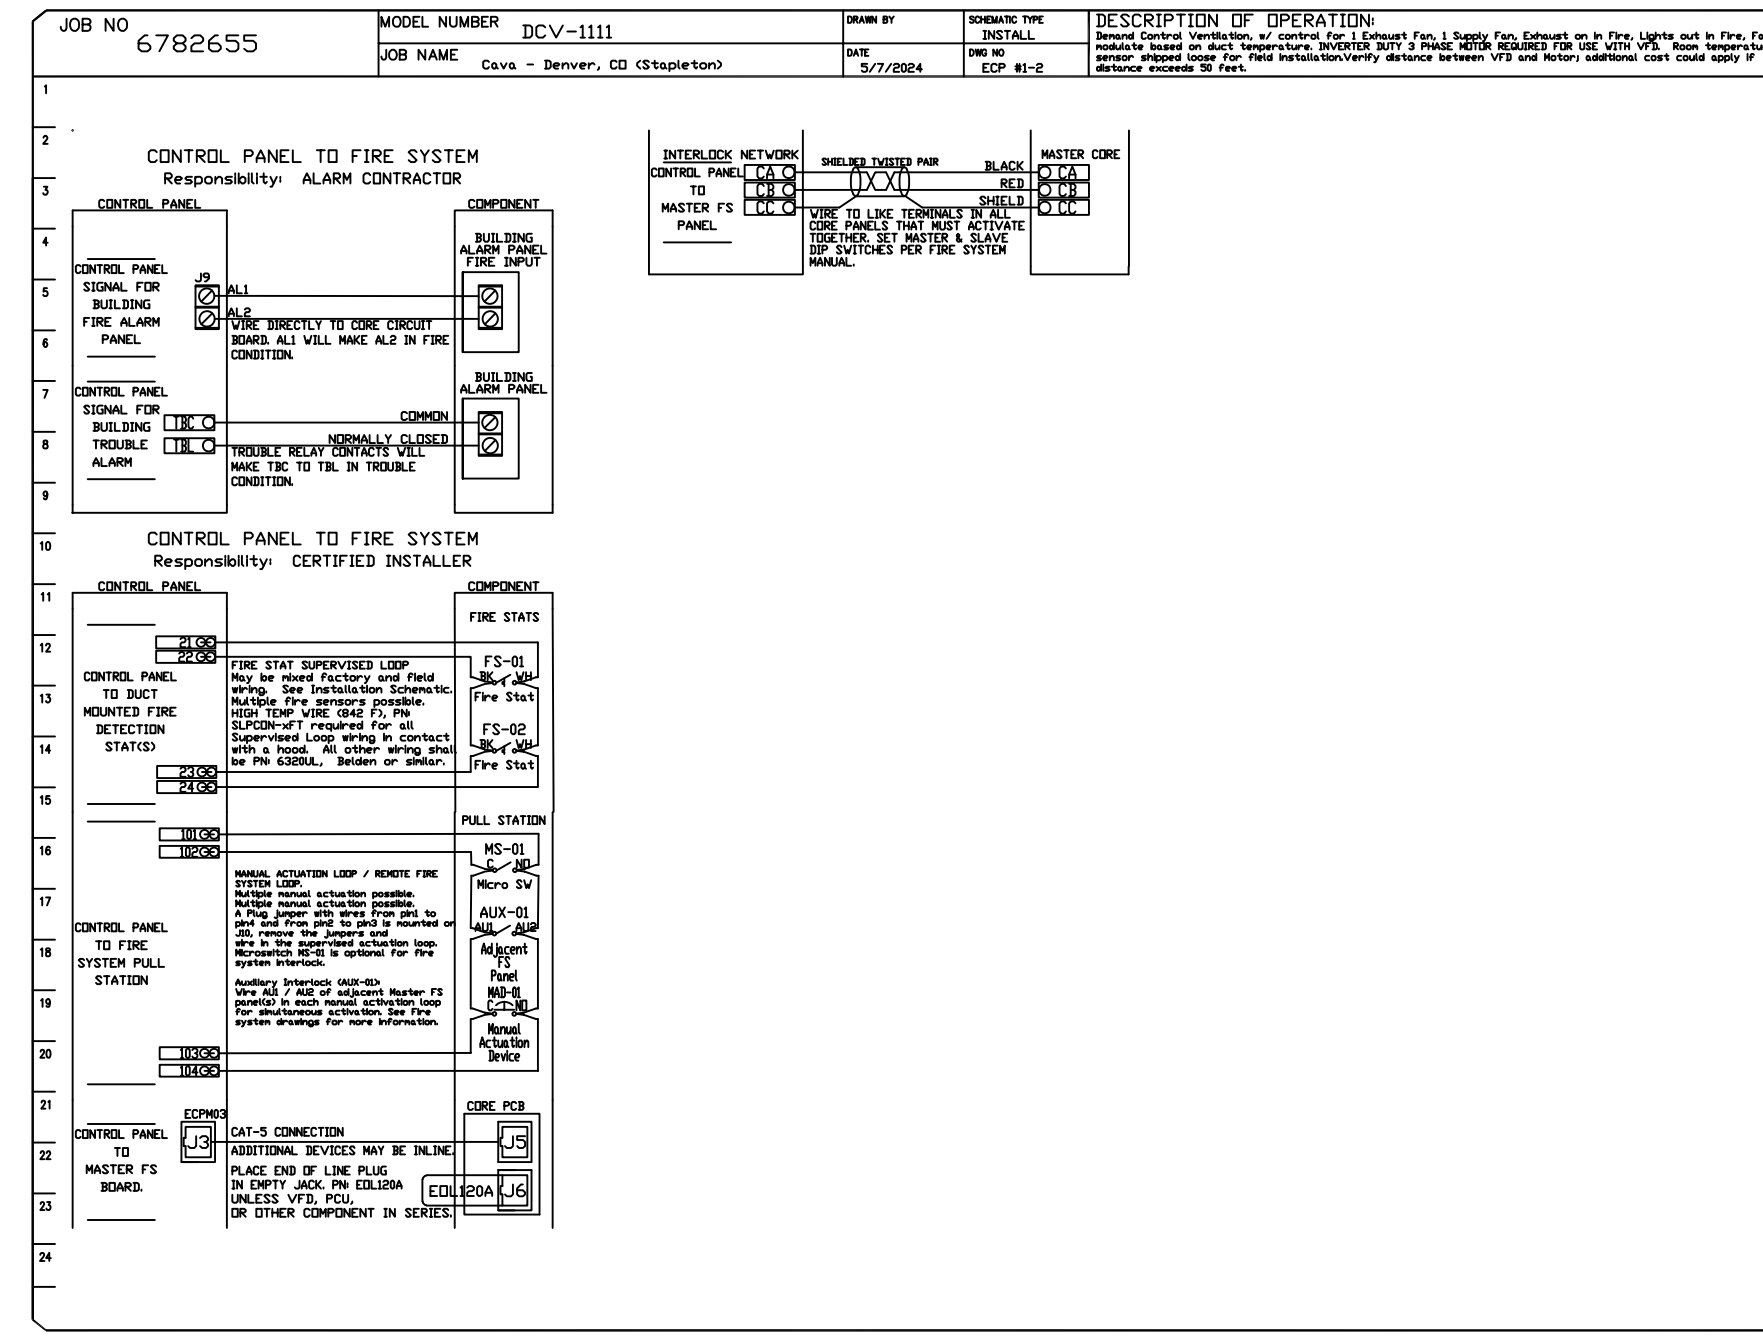 JOB NO
6782655
MODEL NUMBER DCV-1111
JOB NAME Cava - Denver, CO (Stapleton)
DRAWN BY
DATE
5/7/2024
SCHEMATIC TYPE
INSTALL
DWG NO
ECP #1-2
DESCRIPTION OF OPERATION:
Demand Control Ventilation, w/ control for 1 Exhaust Fan, 1 Supply Fan, Exhaust on in Fire, Lights out in Fire,
modulate based on duct temperature. INVERTER DUTY 3 PHASE MOTOR REQUIRED FOR USE WITH VFD. Room
sensor shipped loose for field installation.Verify distance between VFD and Motor; additional cost could apply if
distance exceeds 50 feet.
1
2
3
4
5
6
7
8
9
10
11
12
13
14
15
16
17
18
19
20
21
22
23
24
CONTROL PANEL TO FIRE SYSTEM
Responsibility: ALARM CONTRACTOR
CONTROL PANEL
COMPONENT
CONTROL PANEL
SIGNAL FOR
BUILDING
FIRE ALARM
PANEL
J9
AL1
AL2
WIRE DIRECTLY TO CORE CIRCUIT
BOARD. AL1 WILL MAKE AL2 IN FIRE
CONDITION.
BUILDING
ALARM PANEL
FIRE INPUT
CONTROL PANEL
SIGNAL FOR
BUILDING
TROUBLE
ALARM
TBC
TBL
COMMON
NORMALLY CLOSED
TROUBLE RELAY CONTACTS WILL
MAKE TBC TO TBL IN TROUBLE
CONDITION.
BUILDING
ALARM PANEL
CONTROL PANEL TO FIRE SYSTEM
Responsibility: CERTIFIED INSTALLER
CONTROL PANEL
COMPONENT
CONTROL PANEL
TO DUCT
MOUNTED FIRE
DETECTION
STAT(S)
21
22
23
24
FIRE STAT SUPERVISED LOOP
May be mixed factory and field
wiring. See Installation Schematic.
Multiple fire sensors possible.
HIGH TEMP WIRE (842 F), PN:
SLPCON-xFT required for all
Supervised Loop wiring in contact
with a hood. All other wiring shall
be PN: 6320UL, Belden or similar.
FIRE STATS
FS-01
BK WH
Fire Stat
FS-02
BK WH
Fire Stat
CONTROL PANEL
TO FIRE
SYSTEM PULL
STATION
101
102
103
104
MANUAL ACTUATION LOOP / REMOTE FIRE
SYSTEM LOOP.
Multiple manual actuation possible.
Multiple manual actuation possible.
A Plug jumper with wires from pin1 to
pin4 and from pin2 to pin3 is mounted on
J10, remove the jumpers and
wire in the supervised actuation loop.
Microswitch MS-01 is optional for fire
system interlock.
Auxiliary Interlock (AUX-01):
Wire AU1 / AU2 of adjacent Master FS
panel(s) in each manual activation loop
for simultaneous activation. See Fire
system drawings for more information.
PULL STATION
MS-01
C NO
Micro SW
AUX-01
AU1 AU2
Adjacent
FS
Panel
MAD-01
C NO
Manual
Actuation
Device
CONTROL PANEL
TO
MASTER FS
BOARD.
ECPM03
J3
CAT-5 CONNECTION
ADDITIONAL DEVICES MAY BE INLINE.
PLACE END OF LINE PLUG
IN EMPTY JACK. PN: EOL120A
UNLESS VFD, PCU,
OR OTHER COMPONENT IN SERIES.
CORE PCB
J5
EOL120A J6
INTERLOCK NETWORK
CONTROL PANEL
TO
MASTER FS
PANEL
CA
CB
CC
SHIELDED TWISTED PAIR
BLACK
RED
SHIELD
WIRE TO LIKE TERMINALS IN ALL
CORE PANELS THAT MUST ACTIVATE
TOGETHER. SET MASTER & SLAVE
DIP SWITCHES PER FIRE SYSTEM
MANUAL.
MASTER CORE
CA
CB
CC